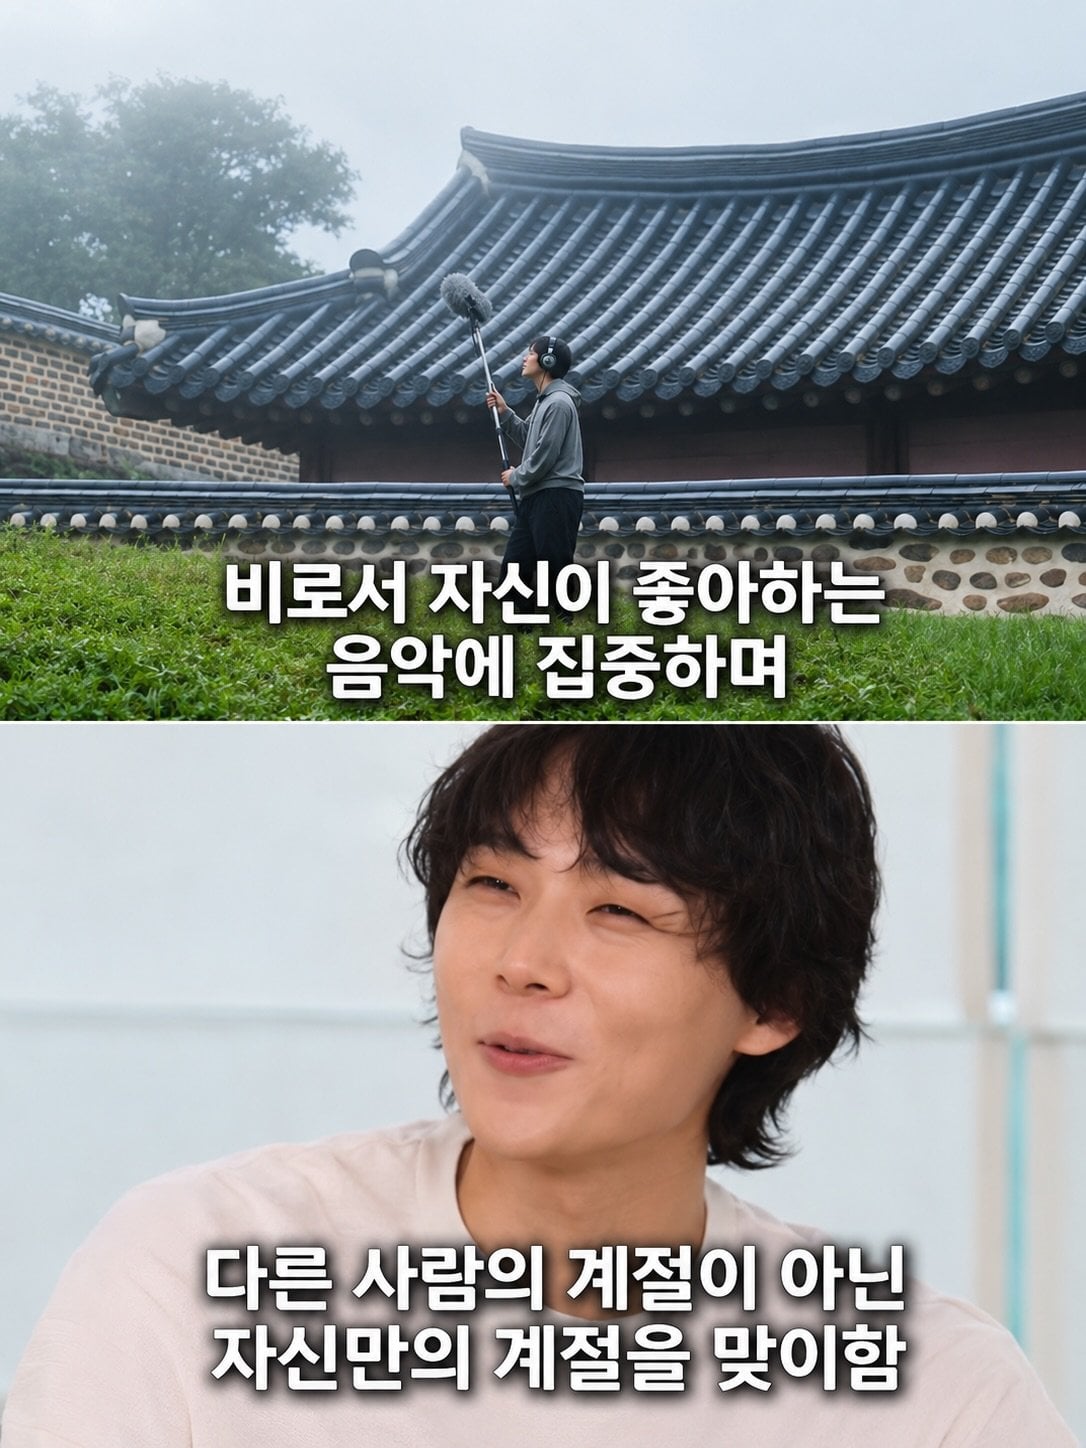 비로서 자신이 좋아하는
음악에 집중하며
다른 사람의 계절이 아닌
자신만의 계절을 맞이함